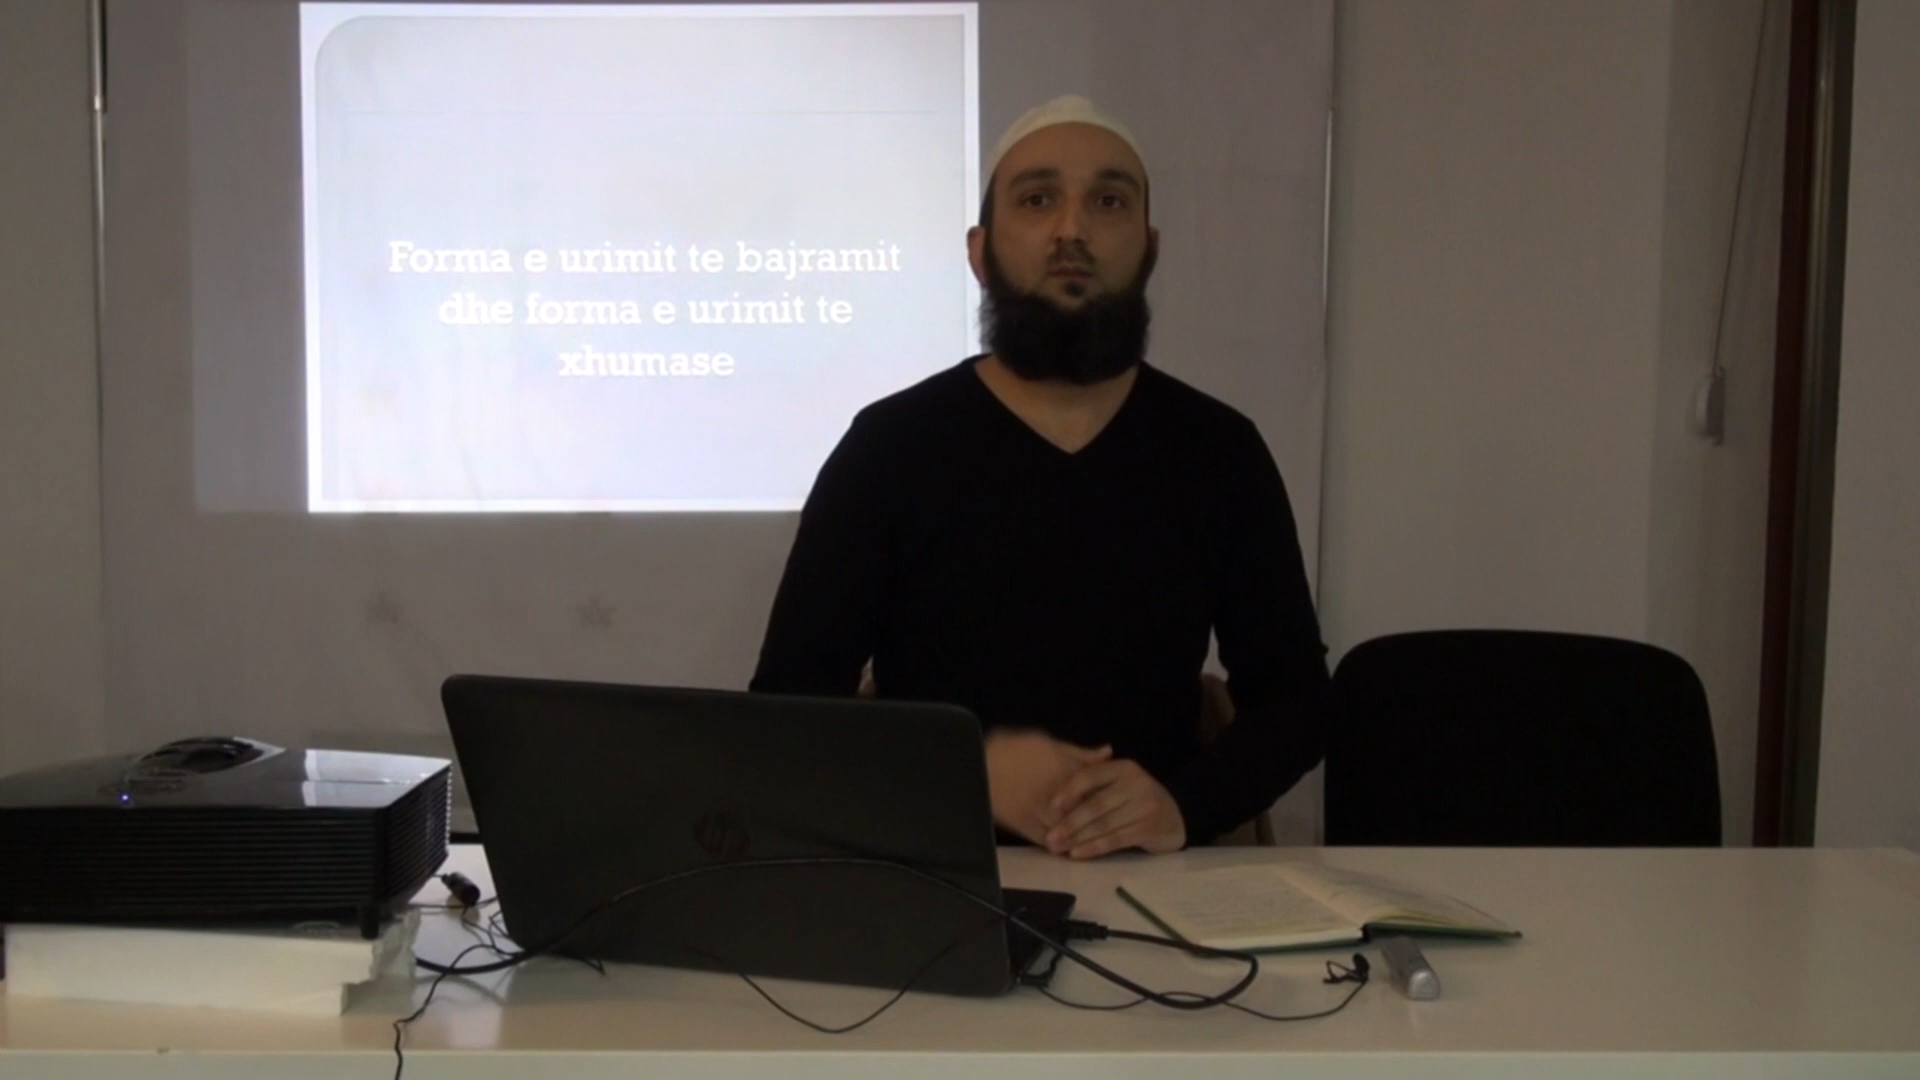 Forma e urimit te bajramit
dhe forma e urimit te
xhumase